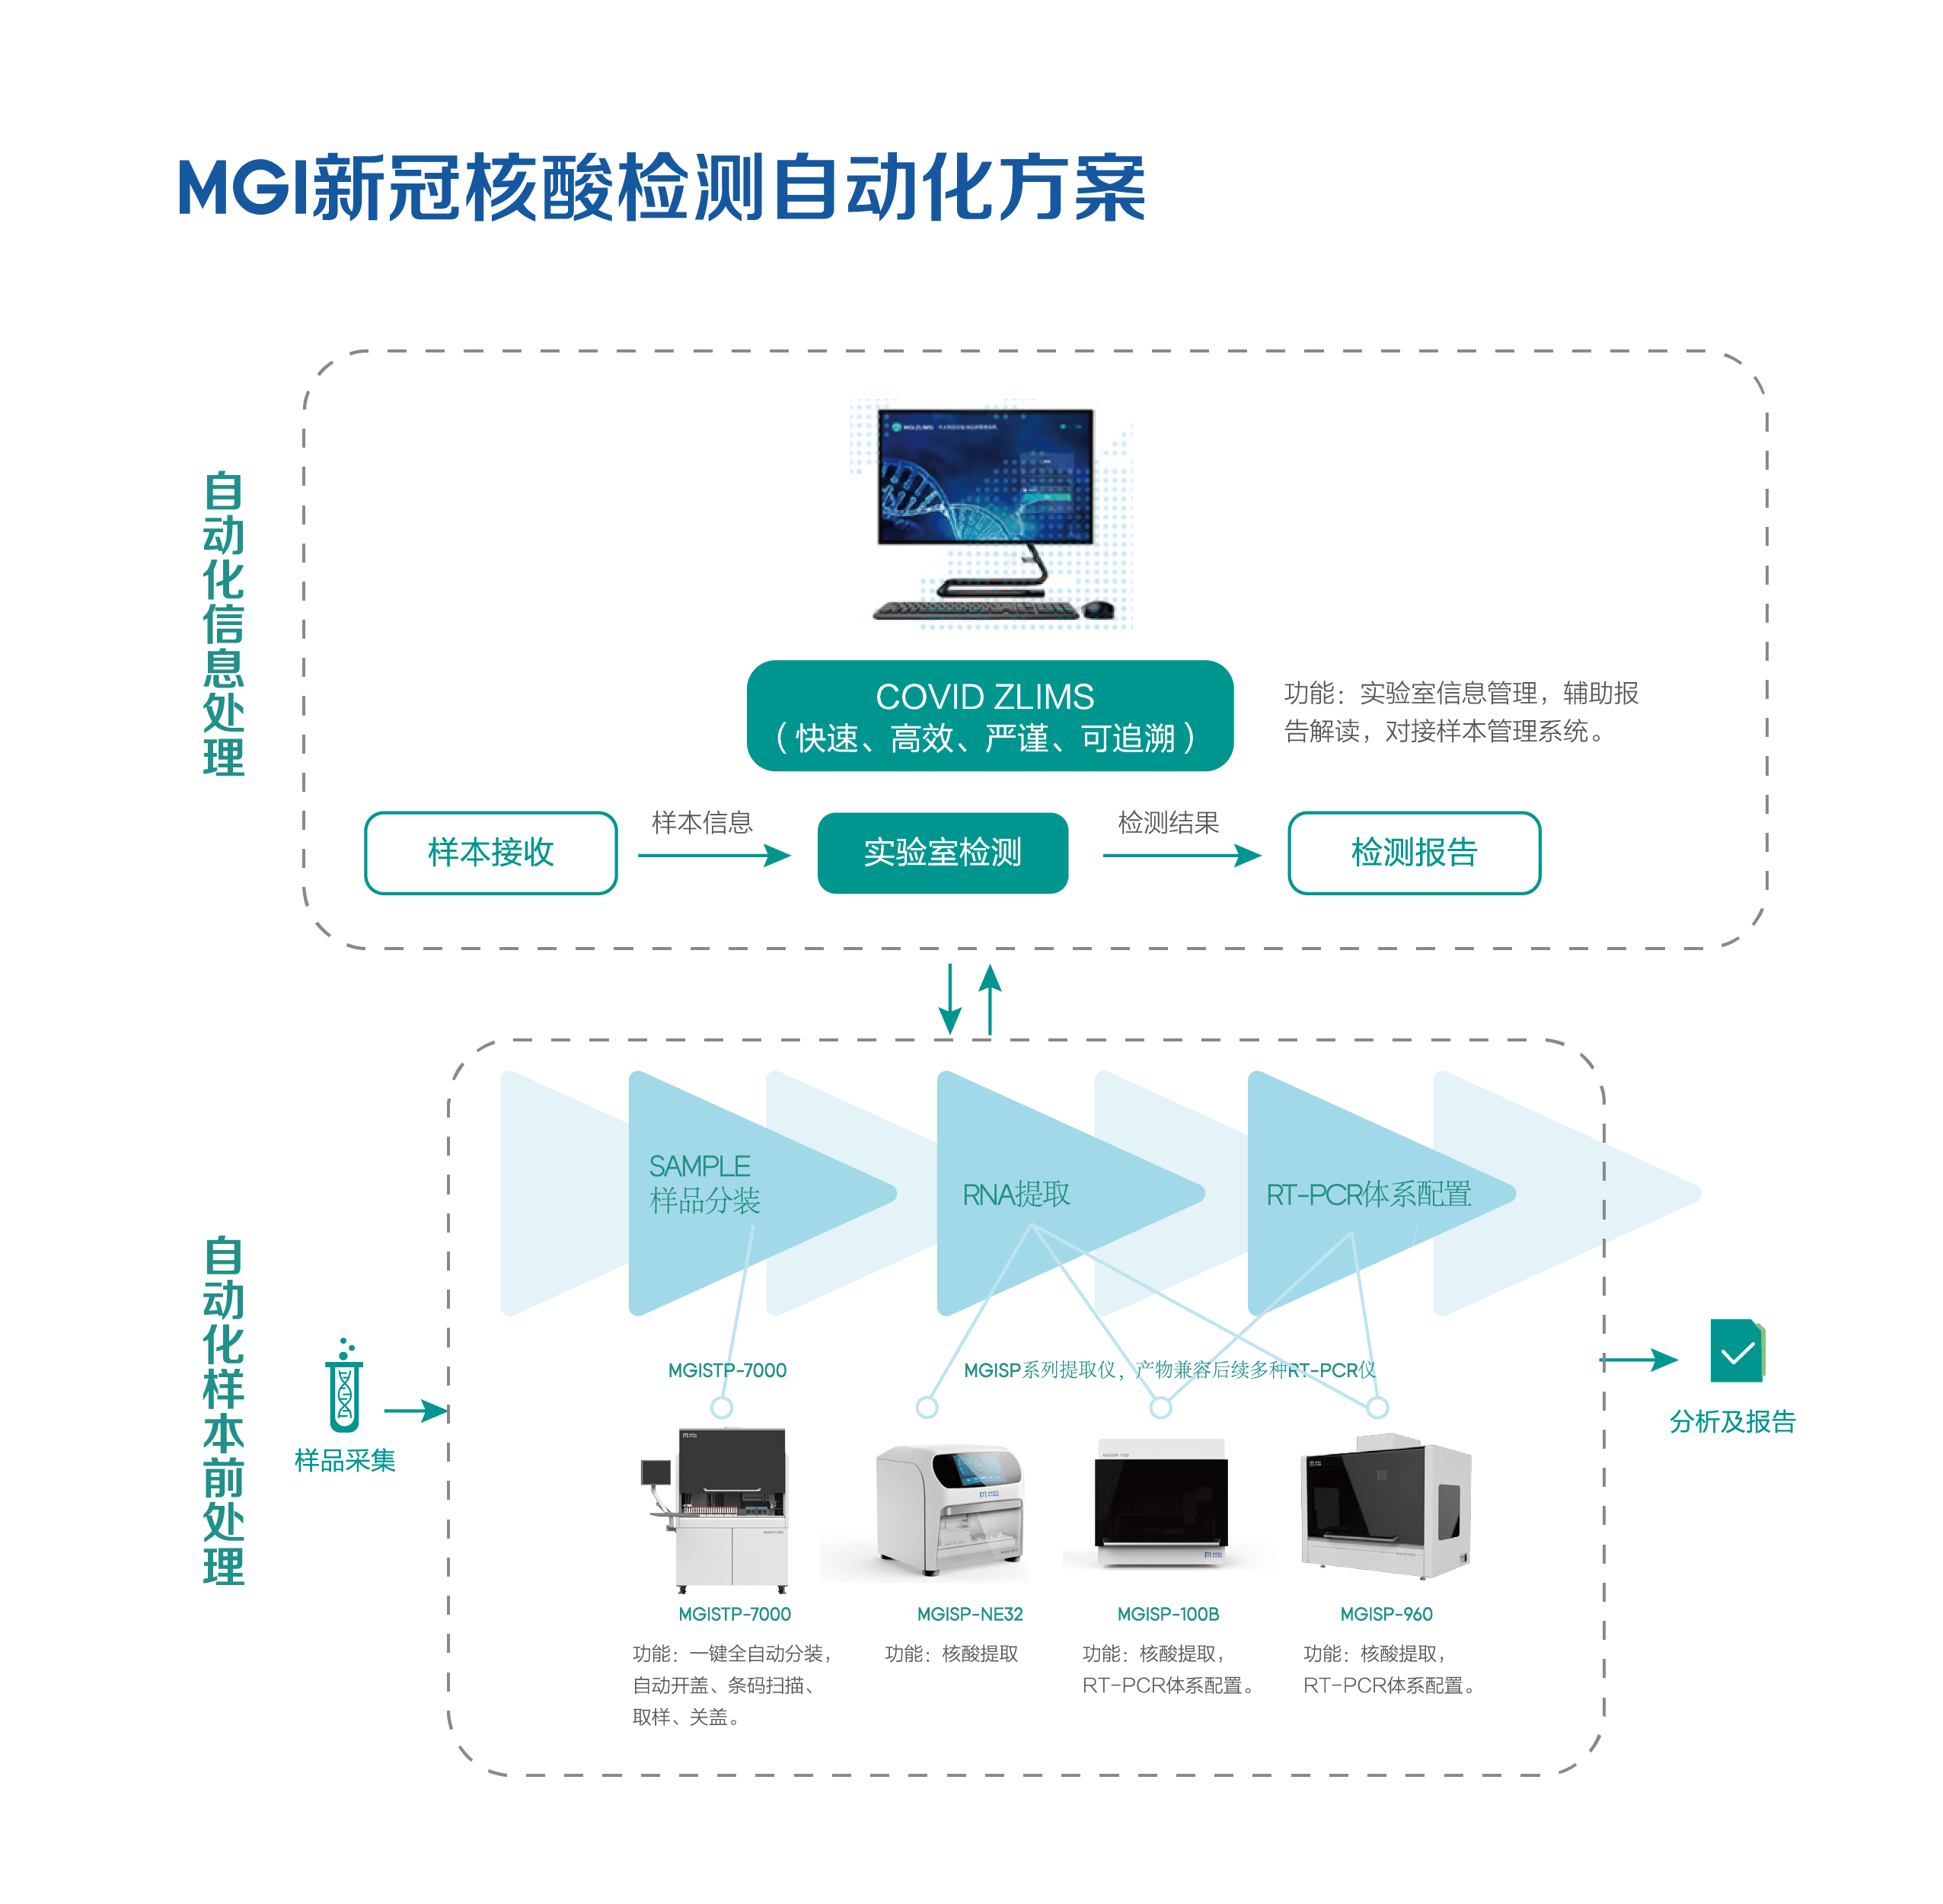 MGI新冠核酸检测自动化方案
自动化信息处理
MGI ZLIMS
COVID ZLIMS
（快速、高效、严谨、可追溯）
功能：实验室信息管理，辅助报
告解读，对接样本管理系统。
样本接收
样本信息
实验室检测
检测结果
检测报告
自动化样本前处理
样品采集
SAMPLE
样品分装
RNA提取
RT-PCR体系配置
MGISTP-7000
MGISP系列提取仪，产物兼容后续多种RT-PCR仪
分析及报告
MGISP-100
MGISTP-7000
功能：一键全自动分装，
自动开盖、条码扫描、
取样、关盖。
MGISP-NE32
功能：核酸提取
MGISP-100B
功能：核酸提取，
RT-PCR体系配置。
MGISP-960
功能：核酸提取，
RT-PCR体系配置。